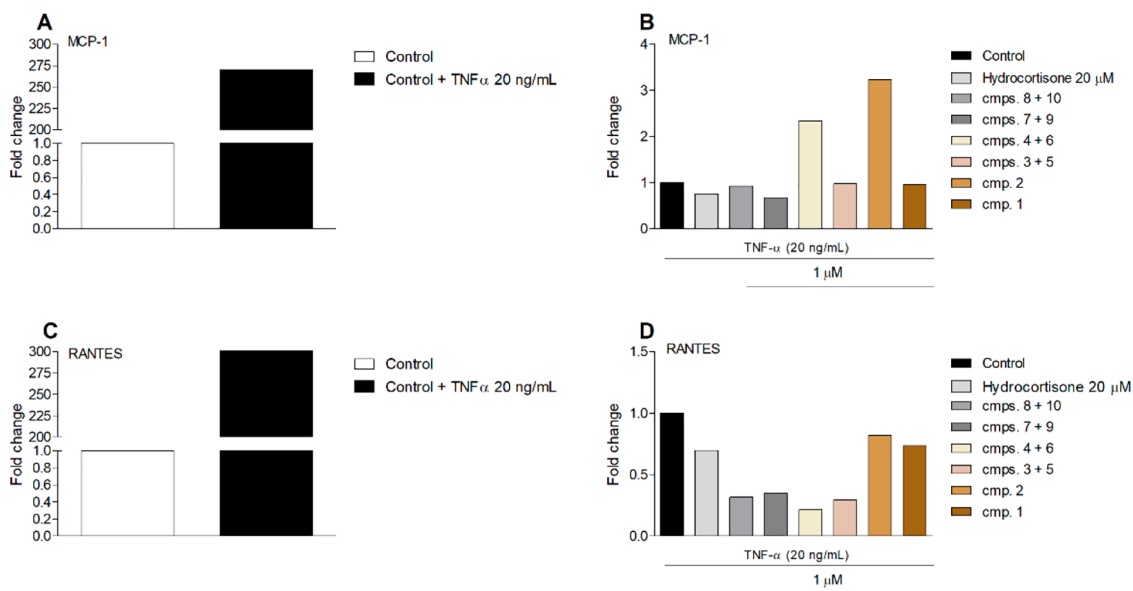 A
MCP-1
300
275
250
225
200
1.0
0.8
0.6
0.4
0.2
0.0
Fold change
Control
Control + TNFα 20 ng/mL
B
MCP-1
4
3
2
1
0
Fold change
TNF-α (20 ng/mL)
1 μM
Control
Hydrocortisone 20 μM
cmps. 8 + 10
cmps. 7 + 9
cmps. 4 + 6
cmps. 3 + 5
cmp. 2
cmp. 1
C
RANTES
300
275
250
225
200
1.0
0.8
0.6
0.4
0.2
0.0
Fold change
Control
Control + TNFα 20 ng/mL
D
RANTES
1.5
1.0
0.5
0.0
Fold change
TNF-α (20 ng/mL)
1 μM
Control
Hydrocortisone 20 μM
cmps. 8 + 10
cmps. 7 + 9
cmps. 4 + 6
cmps. 3 + 5
cmp. 2
cmp. 1